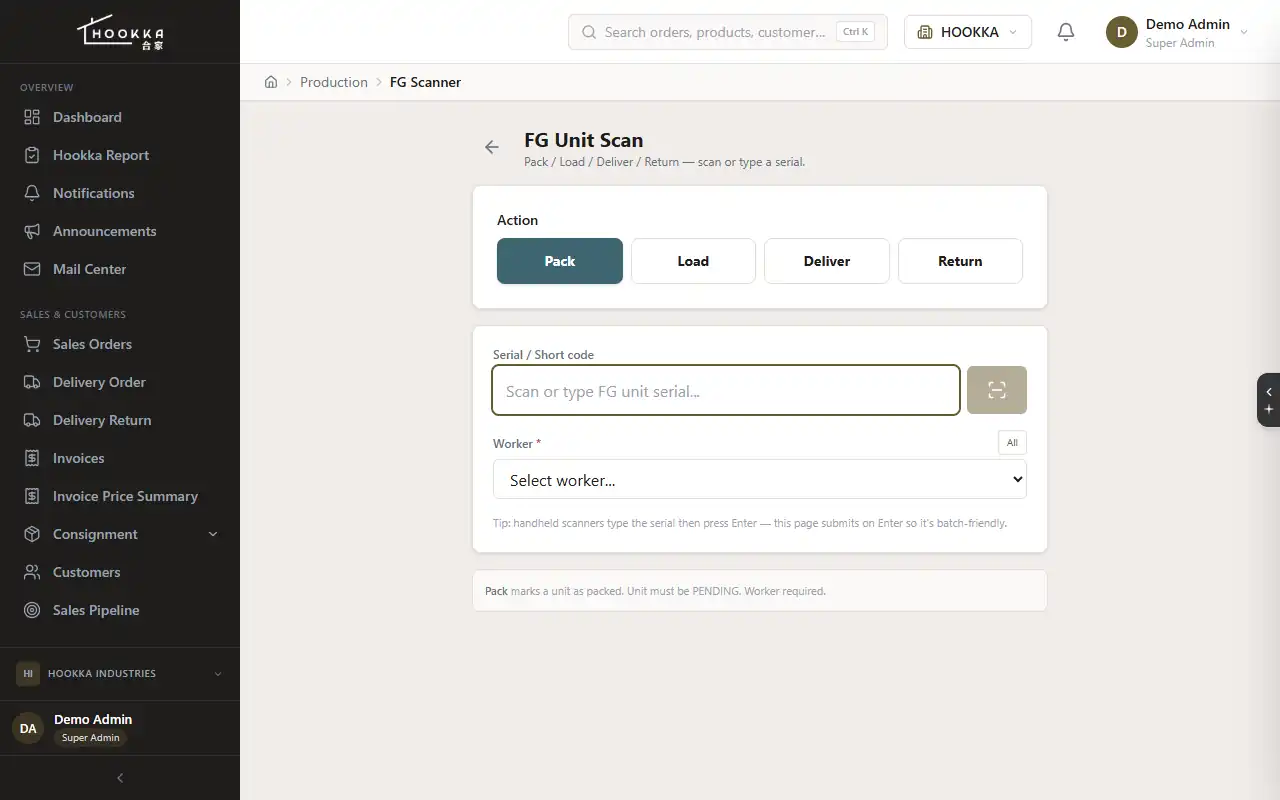 HOOKKA
合家
Search orders, products, customer...
Ctrl K
HOOKKA
D
Demo Admin
Super Admin
Production
FG Scanner
OVERVIEW
Dashboard
Hookka Report
Notifications
Announcements
Mail Center
SALES & CUSTOMERS
Sales Orders
Delivery Order
Delivery Return
Invoices
Invoice Price Summary
Consignment
Customers
Sales Pipeline
HI
HOOKKA INDUSTRIES
DA
Demo Admin
Super Admin
FG Unit Scan
Pack / Load / Deliver / Return — scan or type a serial.
Action
Pack
Load
Deliver
Return
Serial / Short code
Scan or type FG unit serial...
Worker *
All
Select worker...
Tip: handheld scanners type the serial then press Enter — this page submits on Enter so it's batch-friendly.
Pack marks a unit as packed. Unit must be PENDING. Worker required.